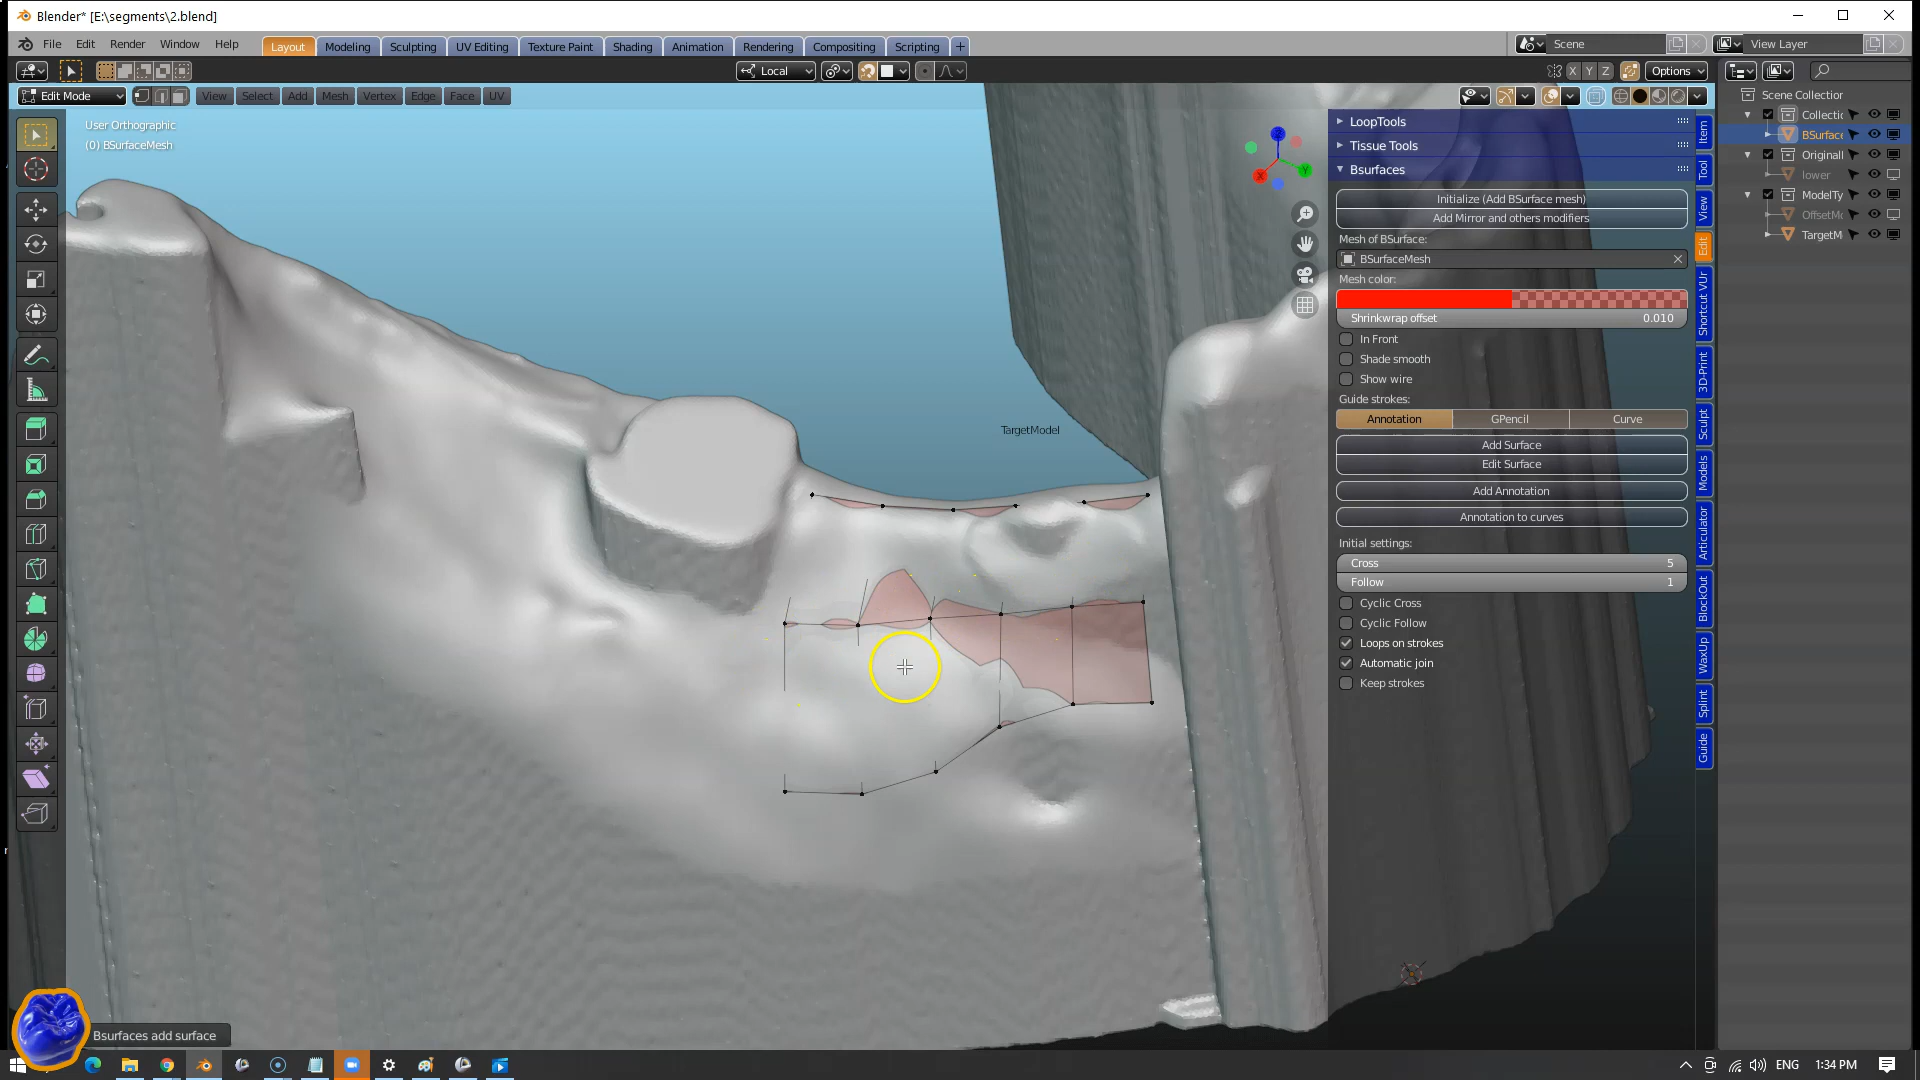 Blender* [E:\segments\2.blend]
File Edit Render Window Help Layout Modeling Sculpting UV Editing Texture Paint Shading Animation Rendering Compositing Scripting + Scene View Layer
Local X Y Z Options
Edit Mode View Select Add Mesh Vertex Edge Face UV
User Orthographic
(0) BSurfaceMesh
TargetModel
Z
Y
X
LoopTools
Tissue Tools
Bsurfaces
Initialize (Add BSurface mesh)
Add Mirror and others modifiers
Mesh of BSurface:
BSurfaceMesh
Mesh color:
Shrinkwrap offset 0.010
In Front
Shade smooth
Show wire
Guide strokes:
Annotation GPencil Curve
Add Surface
Edit Surface
Add Annotation
Annotation to curves
Initial settings:
Cross 5
Follow 1
Cyclic Cross
Cyclic Follow
Loops on strokes
Automatic join
Keep strokes
Item
Tool
View
Edit
Shortcut VUr
3D-Print
Sculpt
Models
Articulator
BlockOut
WaxUp
Splint
Guide
Scene Collection
Collectic
BSurface
Originall
lower
ModelTy
OffsetMo
TargetM
Bsurfaces add surface
ENG 1:34 PM